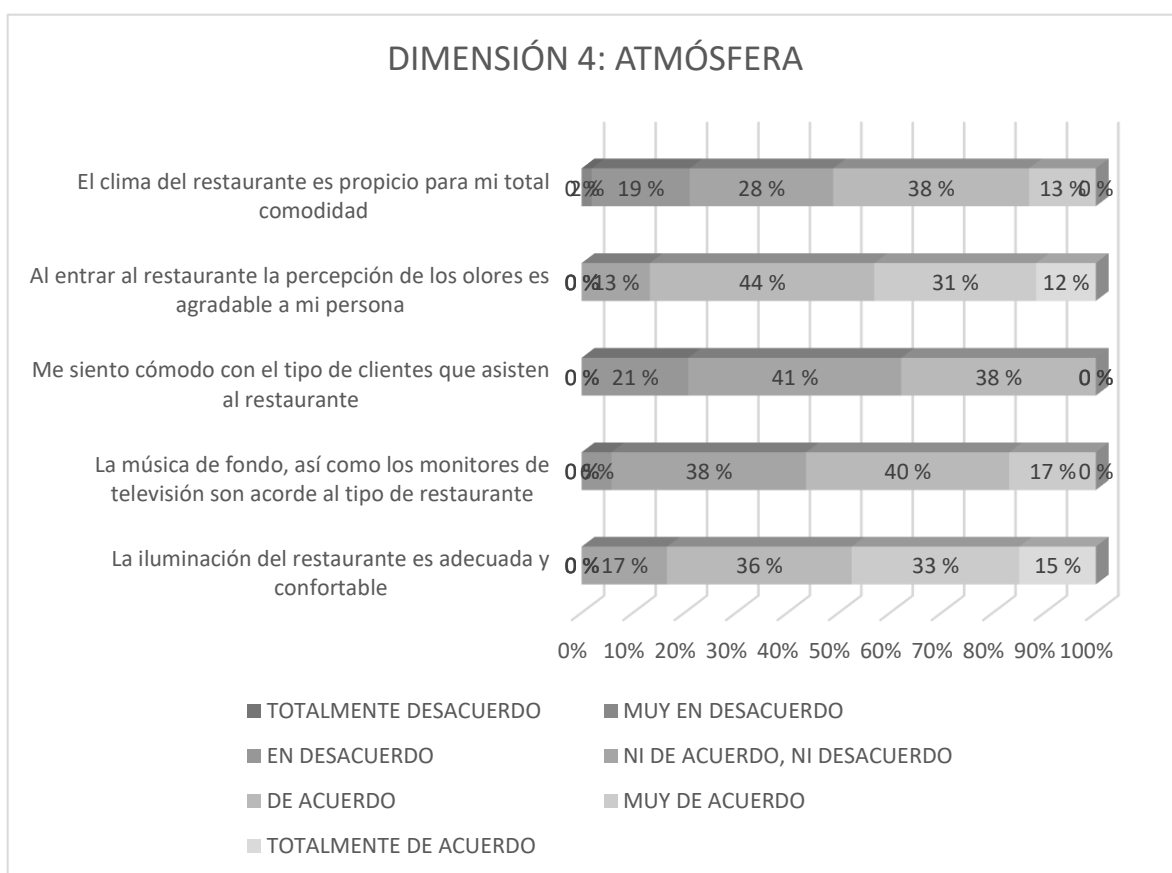 DIMENSIÓN 4: ATMÓSFERA
El clima del restaurante es propicio para mi total
comodidad
0 % 2 % 19 % 28 % 38 % 13 % 0 %
Al entrar al restaurante la percepción de los olores es
agradable a mi persona
0 % 13 % 44 % 31 % 12 %
Me siento cómodo con el tipo de clientes que asisten
al restaurante
0 % 21 % 41 % 38 % 0 %
La música de fondo, así como los monitores de
televisión son acorde al tipo de restaurante
0 % 6 % 38 % 40 % 17 % 0 %
La iluminación del restaurante es adecuada y
confortable
0 % 17 % 36 % 33 % 15 %
0% 10% 20% 30% 40% 50% 60% 70% 80% 90% 100%
TOTALMENTE DESACUERDO MUY EN DESACUERDO
EN DESACUERDO NI DE ACUERDO, NI DESACUERDO
DE ACUERDO MUY DE ACUERDO
TOTALMENTE DE ACUERDO